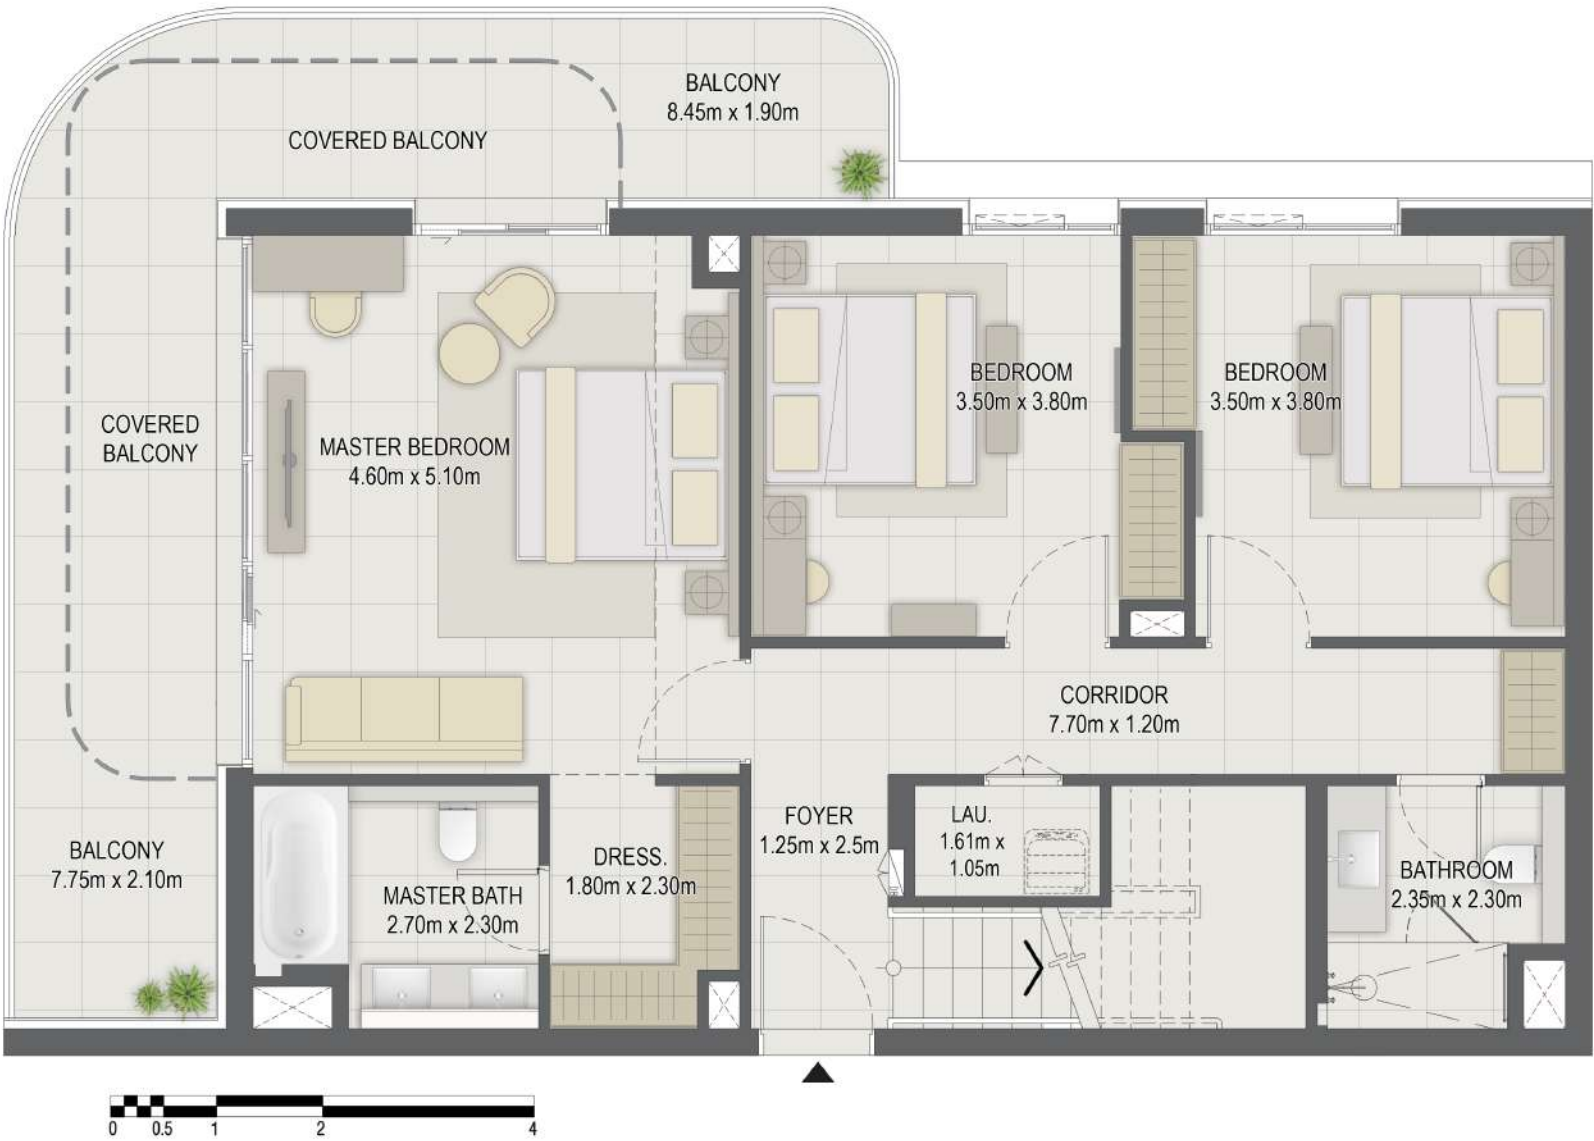 BALCONY
8.45m x 1.90m
COVERED BALCONY
COVERED
BALCONY
MASTER BEDROOM
4.60m x 5.10m
BEDROOM
3.50m x 3.80m
BEDROOM
3.50m x 3.80m
CORRIDOR
7.70m x 1.20m
BALCONY
7.75m x 2.10m
MASTER BATH
2.70m x 2.30m
DRESS.
1.80m x 2.30m
FOYER
1.25m x 2.5m
LAU.
1.61m x
1.05m
BATHROOM
2.35m x 2.30m
0 0.5 1 2 4